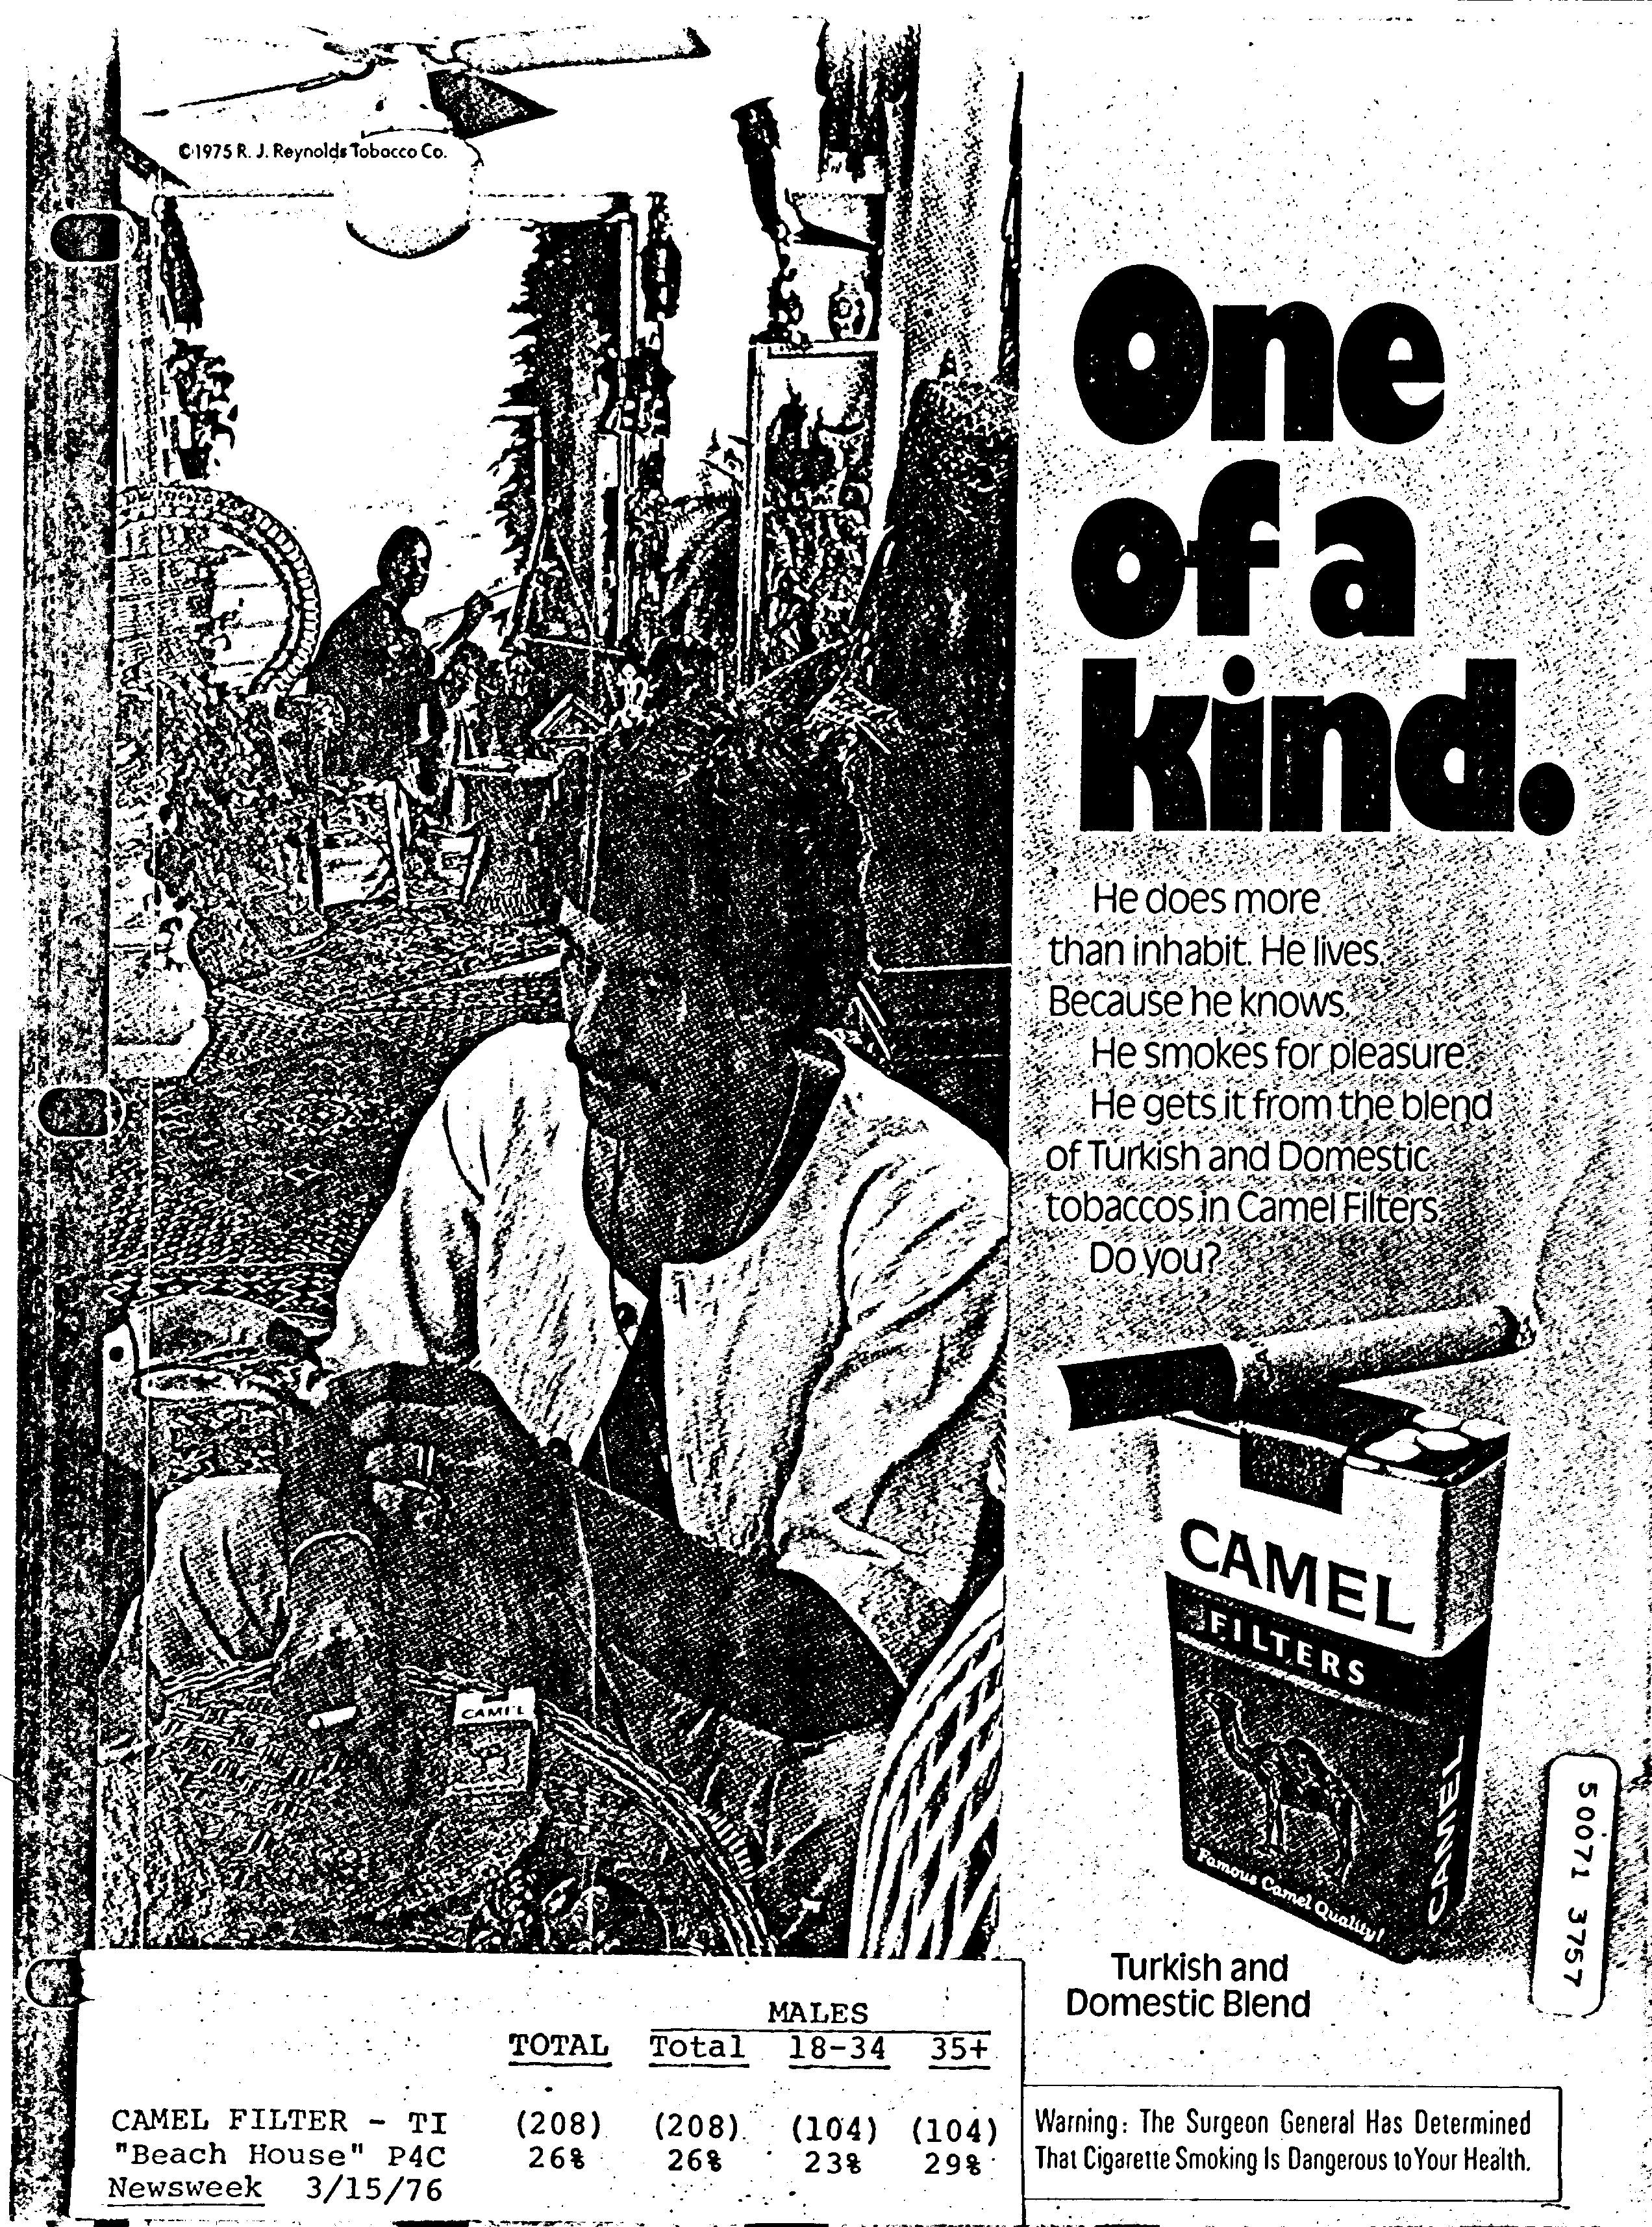 ©1975 R. J. Reynolds Tobacco Co.
One
of a
kind.
He does more
than inhabit. He lives.
Because he knows.
He smokes for pleasure.
He gets it from the blend
of Turkish and Domestic
tobaccos in Camel Filters.
Do you?
CAMEL
FILTERS
CAMEL
Famous Camel Quality!
CAMEL
Turkish and
Domestic Blend
50071 3757
MALES
TOTAL Total 18-34 35+
CAMEL FILTER - TI (208) (208) (104) (104)
"Beach House" P4C 26% 26% 23% 29%
Newsweek 3/15/76
Warning: The Surgeon General Has Determined
That Cigarette Smoking Is Dangerous to Your Health.